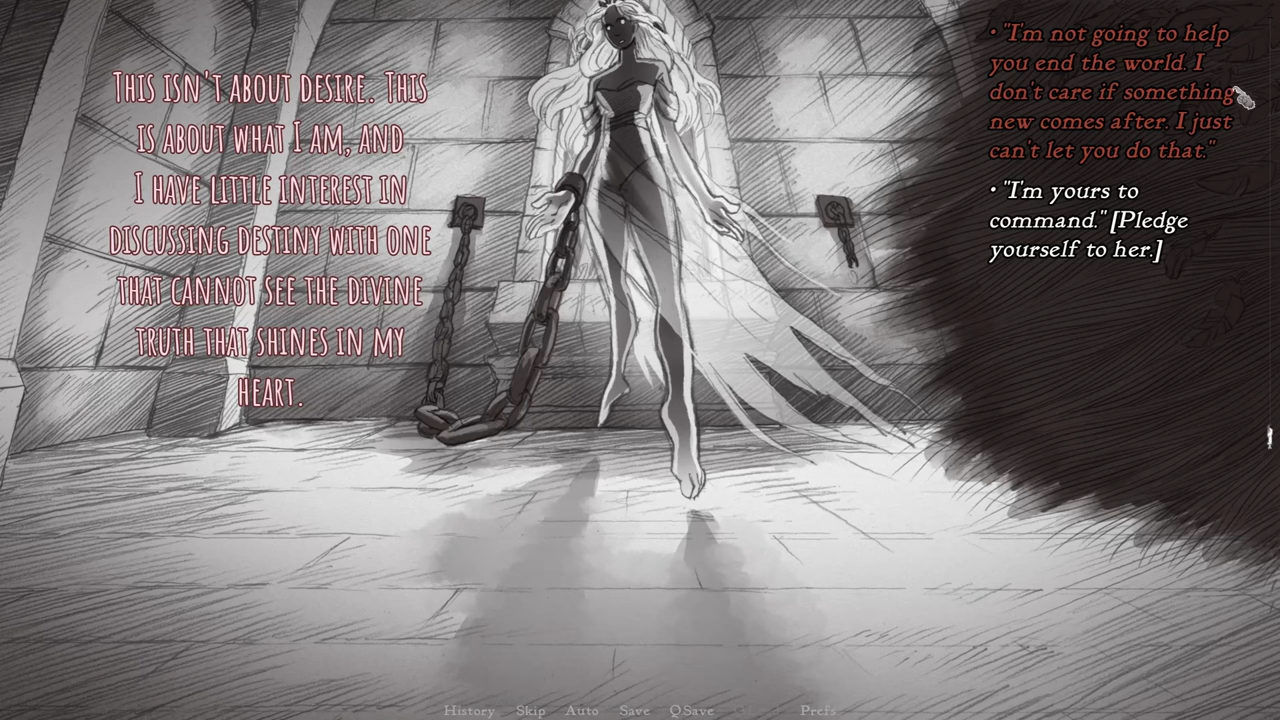 THIS ISN'T ABOUT DESIRE. THIS
IS ABOUT WHAT I AM, AND
I HAVE LITTLE INTEREST IN
DISCUSSING DESTINY WITH ONE
THAT CANNOT SEE THE DIVINE
TRUTH THAT SHINES IN MY
HEART.
• "I'm not going to help
you end the world. I
don't care if something
new comes after. I just
can't let you do that."
• "I'm yours to
command." [Pledge
yourself to her.]
History Skip Auto Save Q.Save Prefs